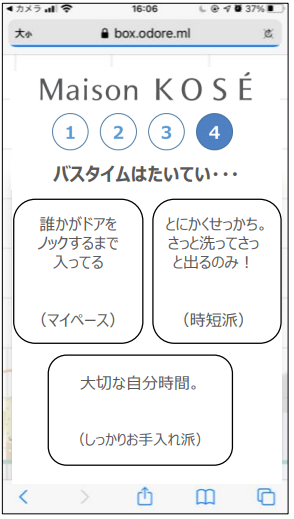 カメラ 16:06 37%
大小 box.odore.ml
Maison KOSÉ
1 2 3 4
バスタイムはたいてい・・・
誰かがドアを
ノックするまで
入ってる
（マイペース）
とにかくせっかち。
さっと洗ってさっ
と出るのみ！
（時短派）
大切な自分時間。
（しっかりお手入れ派）